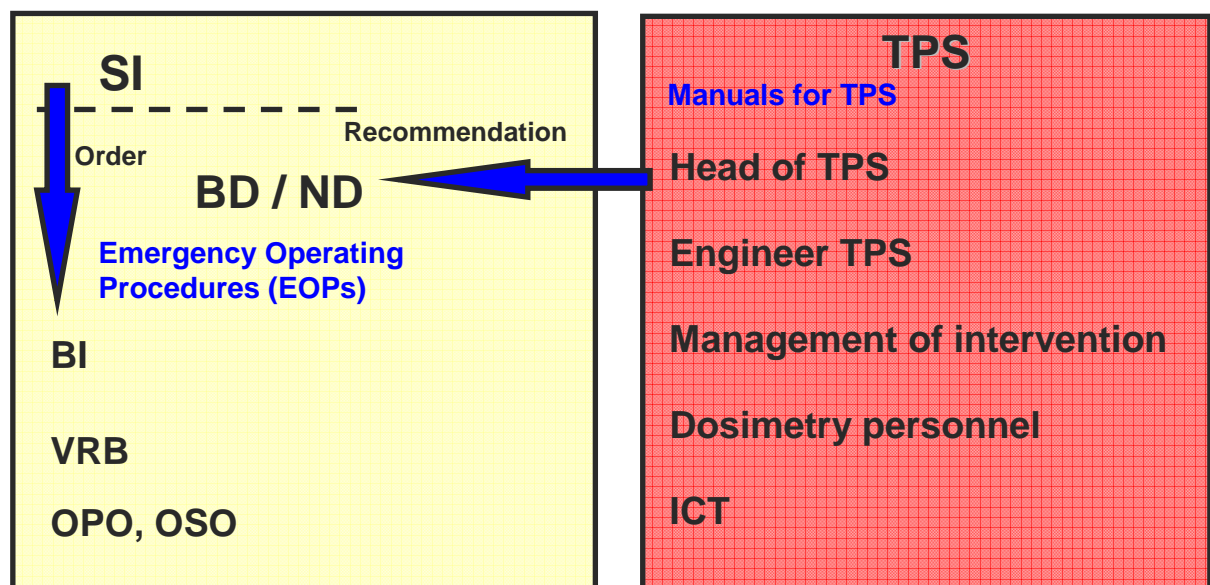 SI
Order
Recommendation
BD / ND
Emergency Operating
Procedures (EOPs)
BI
VRB
OPO, OSO
TPS
Manuals for TPS
Head of TPS
Engineer TPS
Management of intervention
Dosimetry personnel
ICT